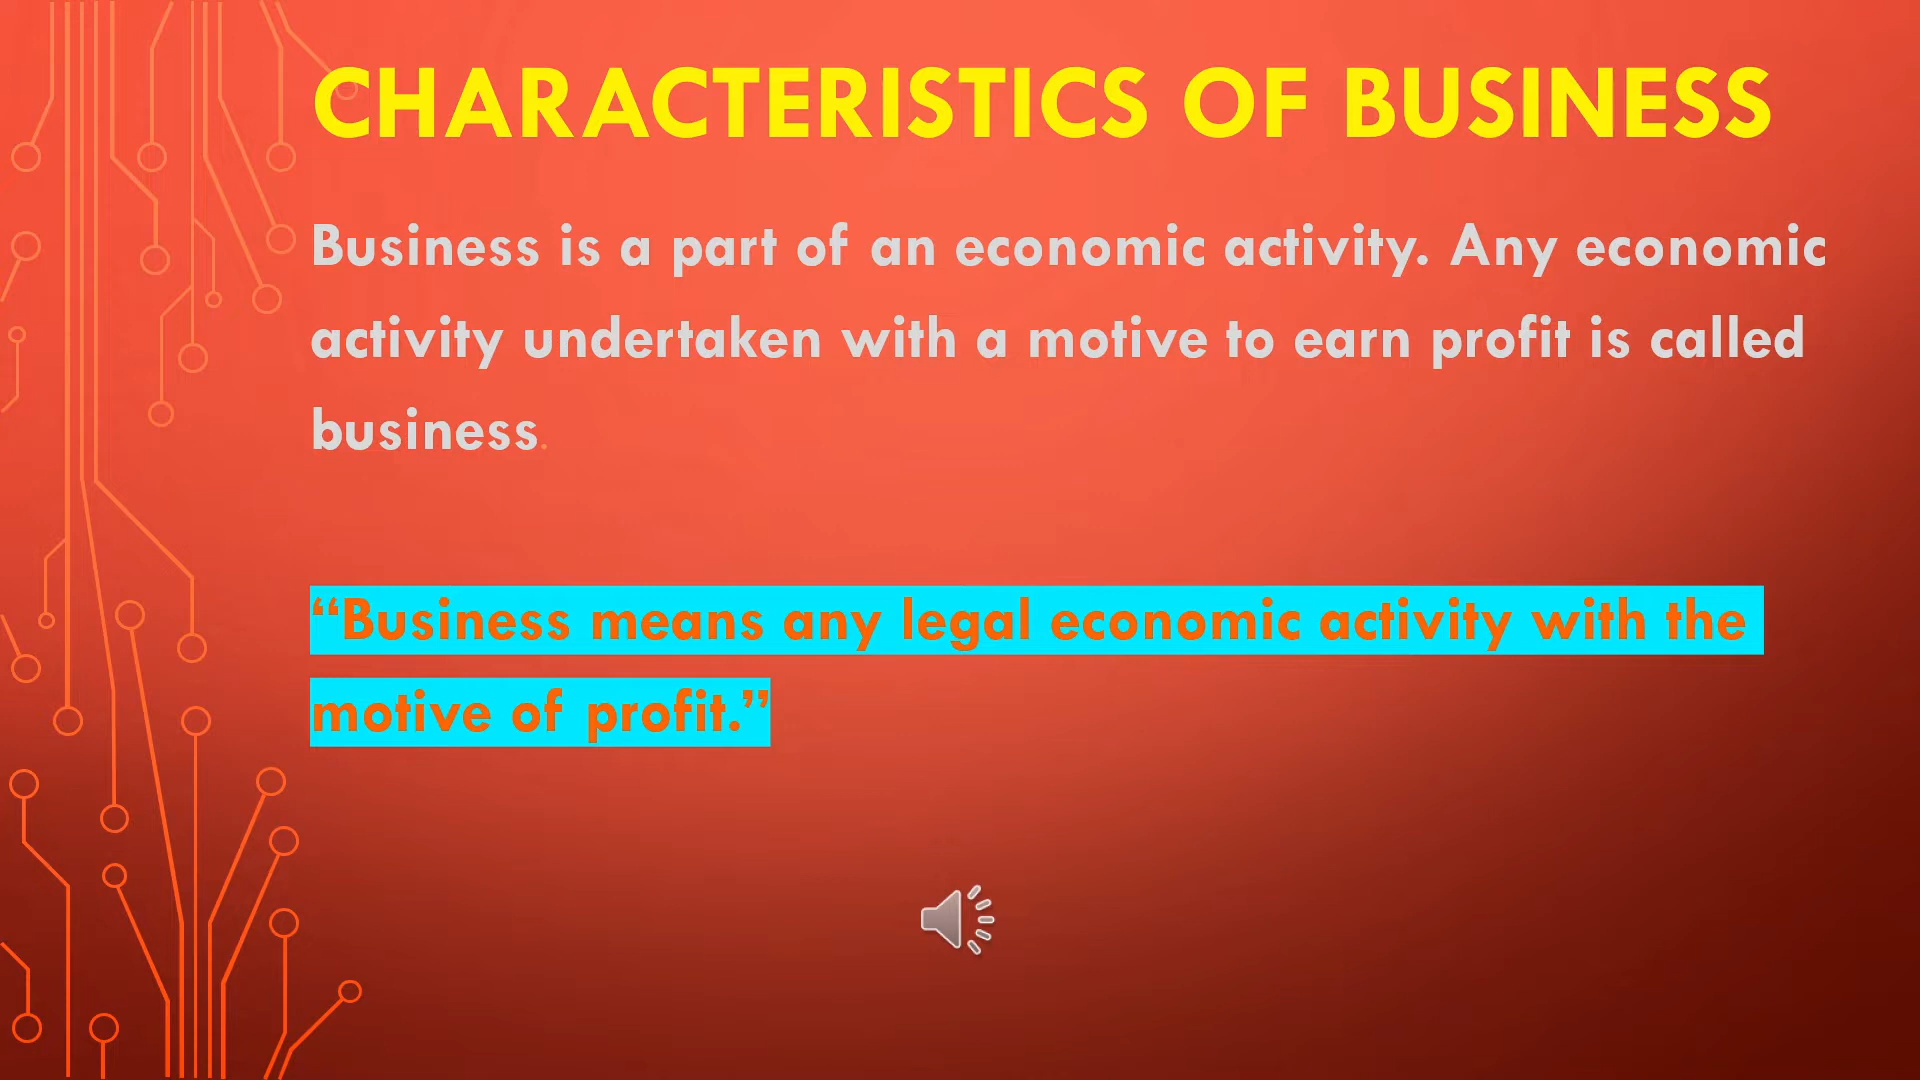 CHARACTERISTICS OF BUSINESS
Business is a part of an economic activity. Any economic
activity undertaken with a motive to earn profit is called
business.
“Business means any legal economic activity with the
motive of profit.”